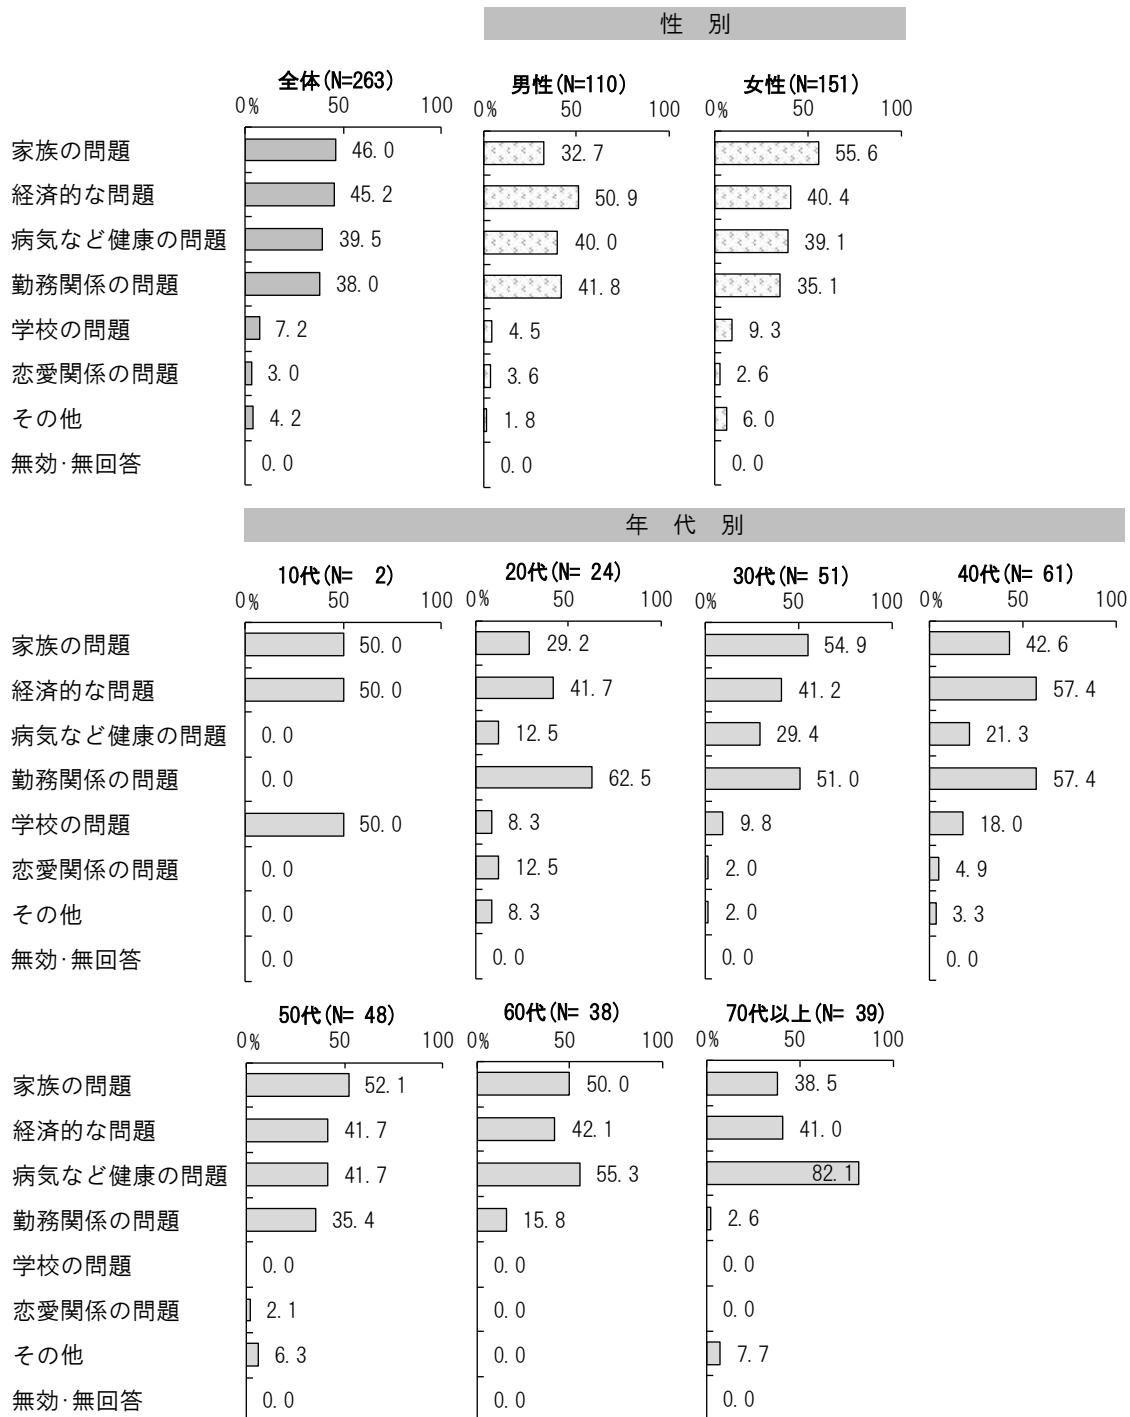 性 別
全体(N=263)
男性(N=110)
女性(N=151)
0% 50 100
0% 50 100
0% 50 100
家族の問題 46.0 32.7 55.6
経済的な問題 45.2 50.9 40.4
病気など健康の問題 39.5 40.0 39.1
勤務関係の問題 38.0 41.8 35.1
学校の問題 7.2 4.5 9.3
恋愛関係の問題 3.0 3.6 2.6
その他 4.2 1.8 6.0
無効・無回答 0.0 0.0 0.0
年 代 別
10代(N= 2)
20代(N= 24)
30代(N= 51)
40代(N= 61)
0% 50 100
0% 50 100
0% 50 100
0% 50 100
家族の問題 50.0 29.2 54.9 42.6
経済的な問題 50.0 41.7 41.2 57.4
病気など健康の問題 0.0 12.5 29.4 21.3
勤務関係の問題 0.0 62.5 51.0 57.4
学校の問題 50.0 8.3 9.8 18.0
恋愛関係の問題 0.0 12.5 2.0 4.9
その他 0.0 8.3 2.0 3.3
無効・無回答 0.0 0.0 0.0 0.0
50代(N= 48)
60代(N= 38)
70代以上(N= 39)
0% 50 100
0% 50 100
0% 50 100
家族の問題 52.1 50.0 38.5
経済的な問題 41.7 42.1 41.0
病気など健康の問題 41.7 55.3 82.1
勤務関係の問題 35.4 15.8 2.6
学校の問題 0.0 0.0 0.0
恋愛関係の問題 2.1 0.0 0.0
その他 6.3 0.0 7.7
無効・無回答 0.0 0.0 0.0